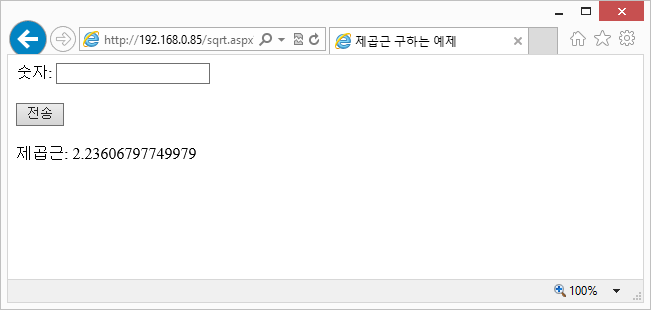 http://192.168.0.85/sqrt.aspx
제곱근 구하는 예제
숫자:
전송
제곱근: 2.23606797749979
100%